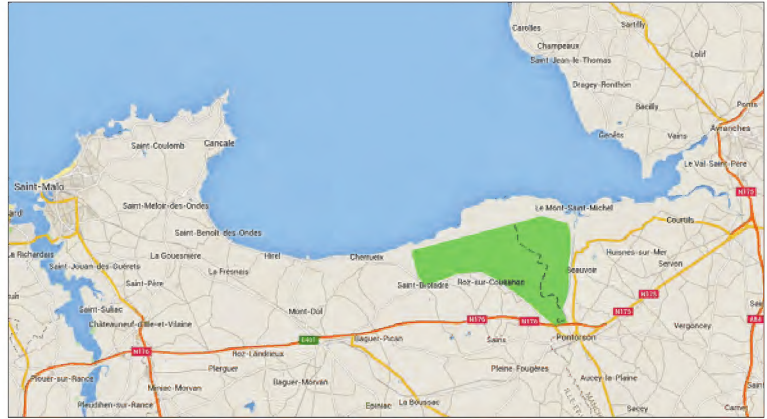 Carolles
Sartilly
Champeaux
Lolif
Saint-Jean-le-Thomas
Dragey-Ronthon
Bacilly
Ponts
Genêts
Vains
Avranches
Saint-Coulomb
Cancale
Le Val-Saint-Père
Saint-Malo
N175
Saint-Méloir-des-Ondes
Le Mont-Saint-Michel
Courtils
Saint-Benoît-des-Ondes
La Richardais
La Gouesnière
Hirel
Cherrueix
Huisnes-sur-Mer
Servon
Saint-Jouan-des-Guérets
La Fresnais
Beauvoir
Saint-Père
Saint-Broladre
Roz-sur-Couesnon
N175
Saint-Suliac
Mont-Dol
N175
Châteauneuf-d'Ille-et-Vilaine
N176
N176
A84
Vergoncey
E401
Baguer-Pican
Sains
Pontorson
N176
Roz-Landrieux
Plerguer
Pleine-Fougères
Plouer-sur-Rance
Miniac-Morvan
Baguer-Morvan
Aucey-la-Plaine
Pleudihen-sur-Rance
Epiniac
La Boussac
Sacey
Carnet